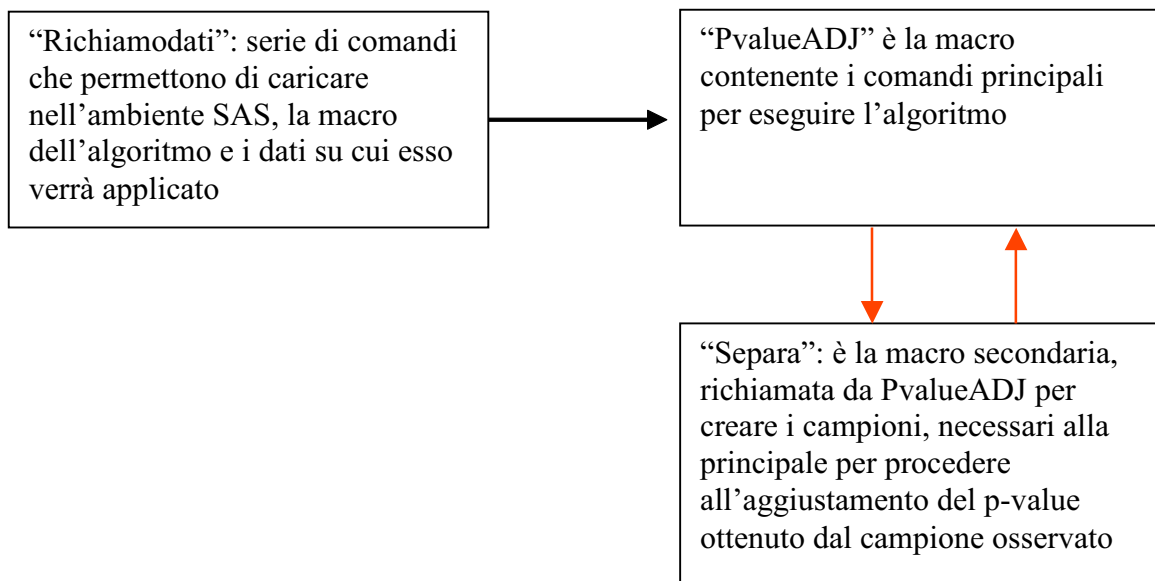 “Richiamodati”: serie di comandi
che permettono di caricare
nell’ambiente SAS, la macro
dell’algoritmo e i dati su cui esso
verrà applicato
“PvalueADJ” è la macro
contenente i comandi principali
per eseguire l’algoritmo
“Separa”: è la macro secondaria,
richiamata da PvalueADJ per
creare i campioni, necessari alla
principale per procedere
all’aggiustamento del p-value
ottenuto dal campione osservato